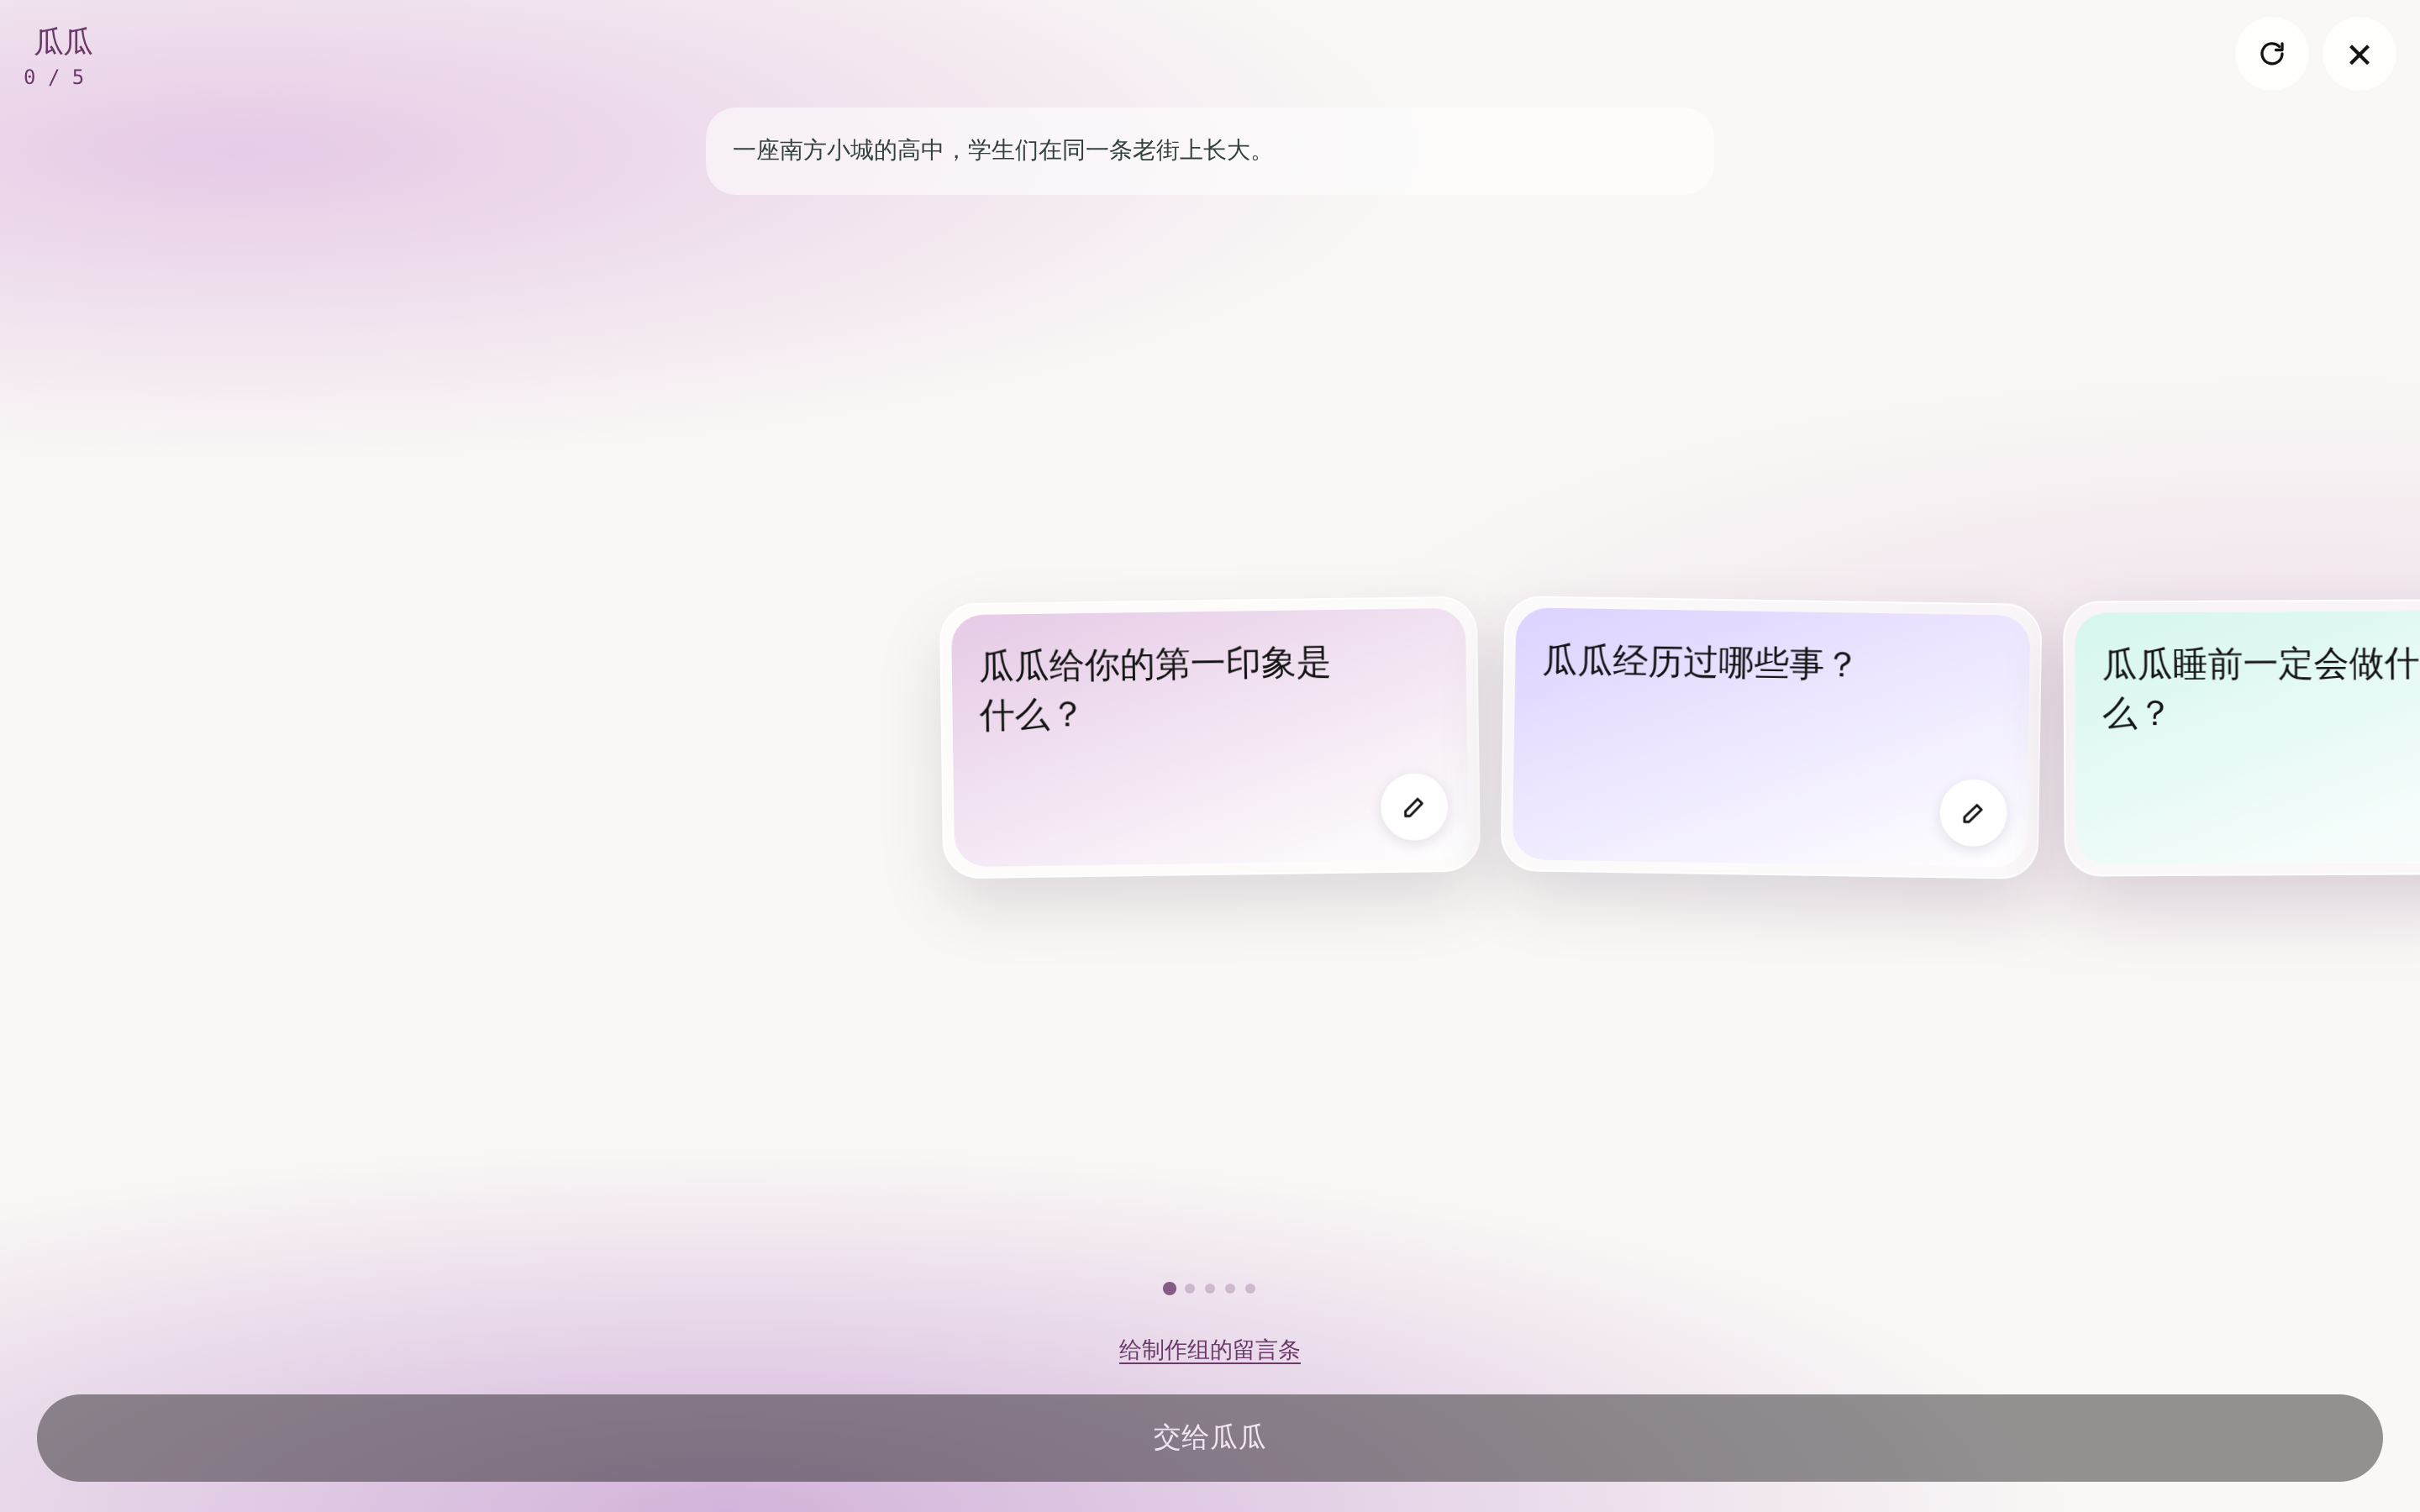 瓜瓜
0 / 5
一座南方小城的高中，学生们在同一条老街上长大。
瓜瓜给你的第一印象是
什么？
瓜瓜经历过哪些事？
瓜瓜睡前一定会做什
么？
给制作组的留言条
交给瓜瓜